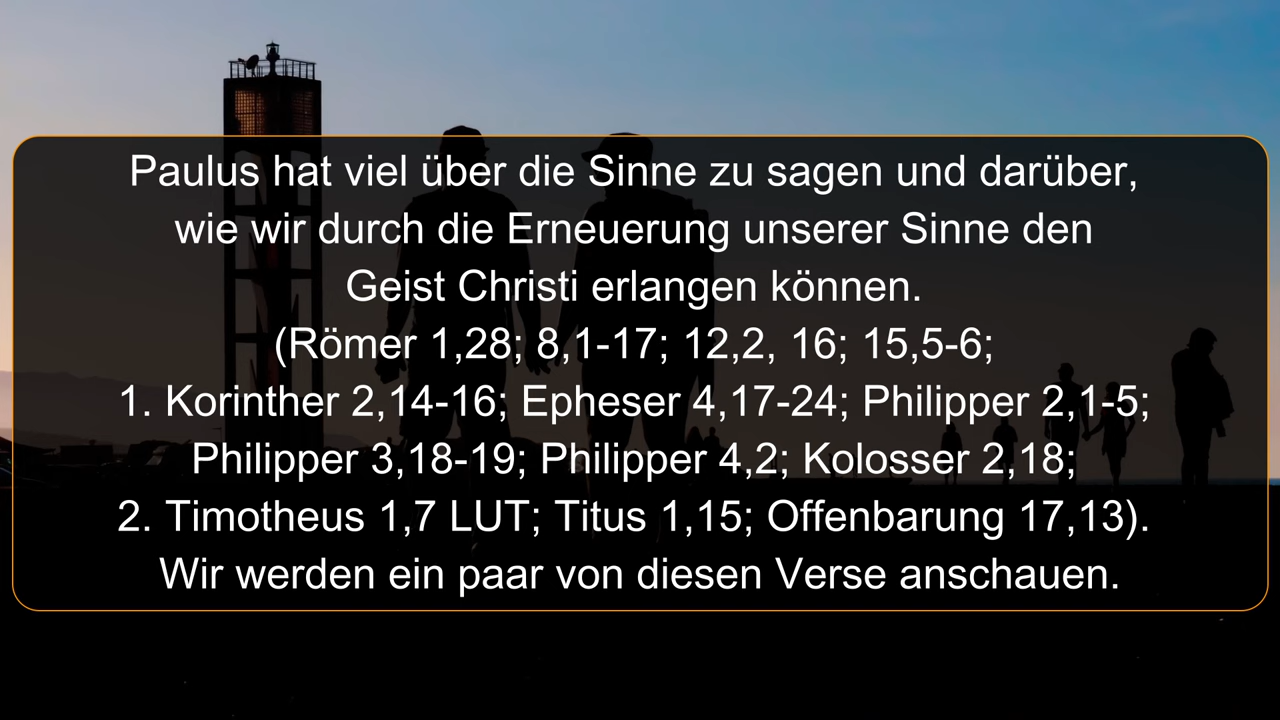 Paulus hat viel über die Sinne zu sagen und darüber,
wie wir durch die Erneuerung unserer Sinne den
Geist Christi erlangen können.
(Römer 1,28; 8,1-17; 12,2, 16; 15,5-6;
1. Korinther 2,14-16; Epheser 4,17-24; Philipper 2,1-5;
Philipper 3,18-19; Philipper 4,2; Kolosser 2,18;
2. Timotheus 1,7 LUT; Titus 1,15; Offenbarung 17,13).
Wir werden ein paar von diesen Verse anschauen.